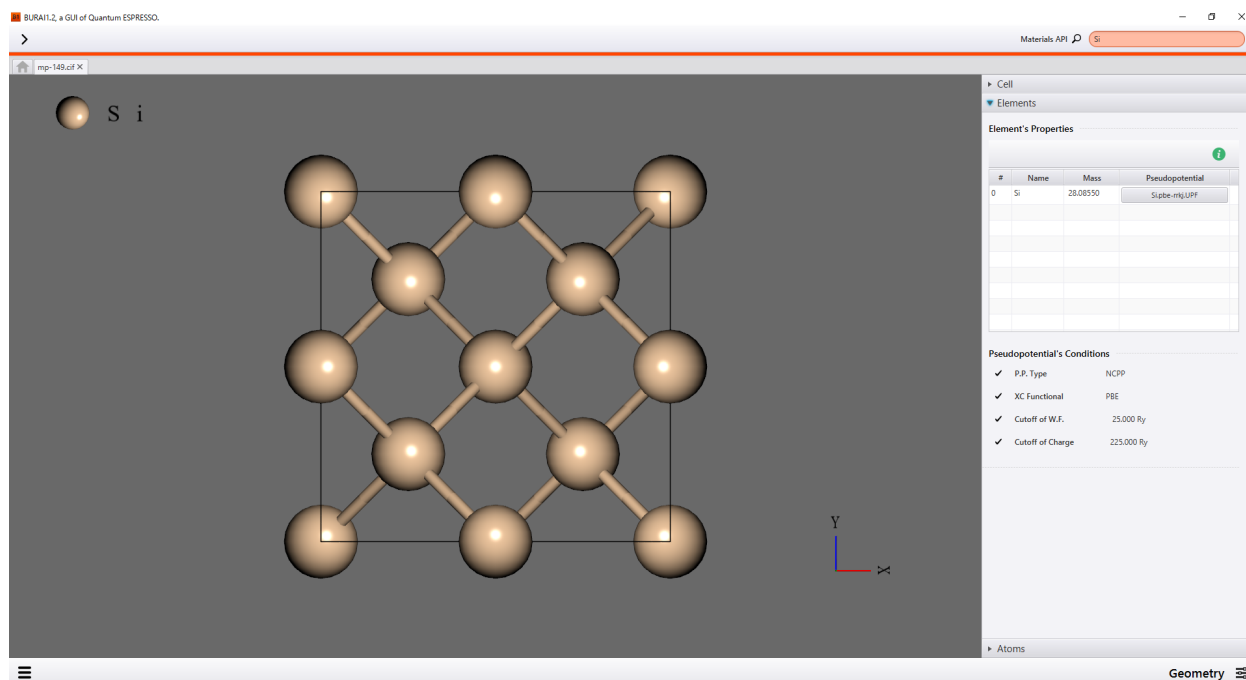 BURAI1.2, a GUI of Quantum ESPRESSO.
Materials API Si
mp-149.cif
Si
Cell
Elements
Element's Properties
# Name Mass Pseudopotential
0 Si 28.08550 Si.pbe-rrkj.UPF
Pseudopotential's Conditions
P.P. Type NCPP
XC Functional PBE
Cutoff of W.F. 25.000 Ry
Cutoff of Charge 225.000 Ry
Y
X
Atoms
Geometry